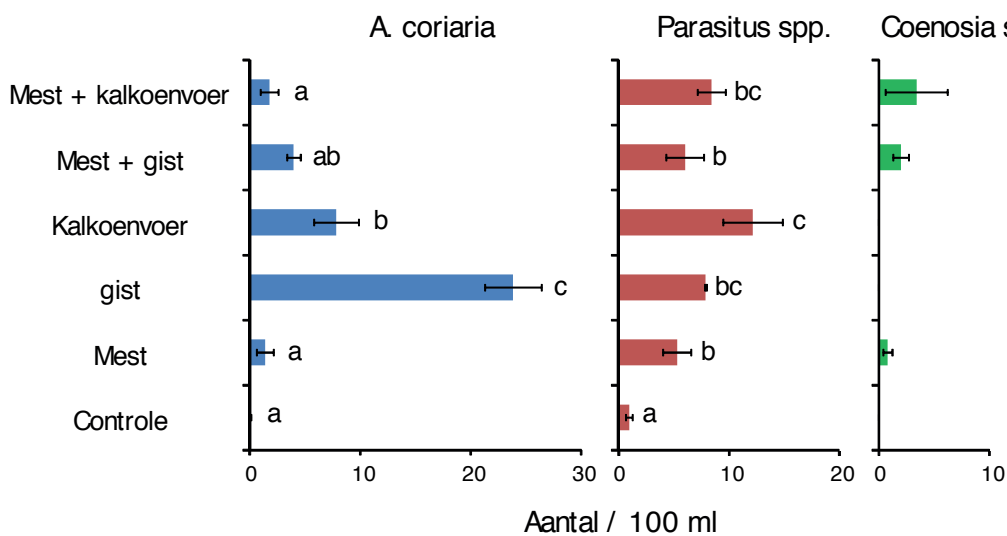 A. coriaria Parasitus spp. Coenosia s
Mest + kalkoenvoer a bc
Mest + gist ab b
Kalkoenvoer b c
gist c bc
Mest a b
Controle a a
0 10 20 30 0 10 20 0 10
Aantal / 100 ml